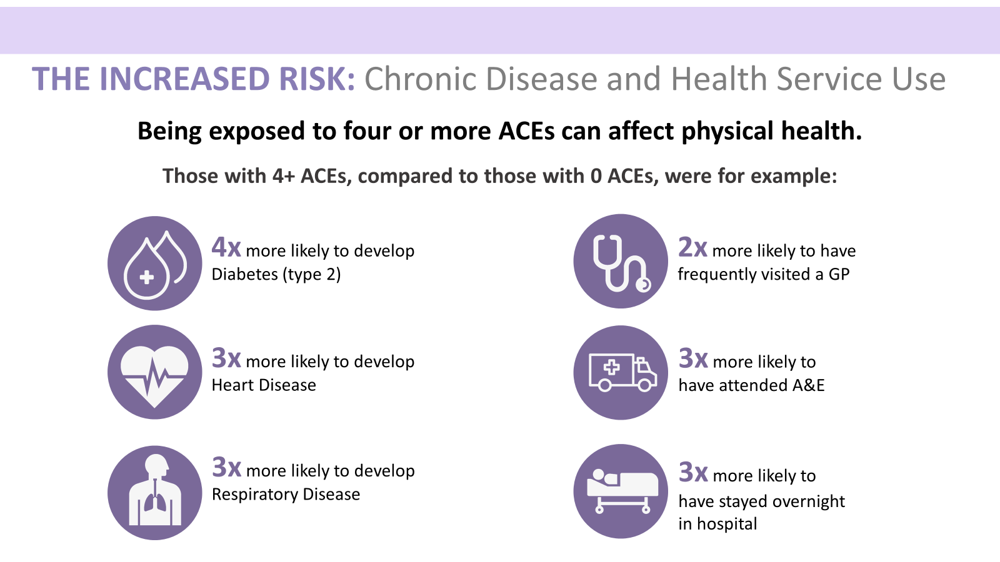 THE INCREASED RISK: Chronic Disease and Health Service Use
Being exposed to four or more ACEs can affect physical health.
Those with 4+ ACEs, compared to those with 0 ACEs, were for example:
4x more likely to develop
Diabetes (type 2)
3x more likely to develop
Heart Disease
3x more likely to develop
Respiratory Disease
2x more likely to have
frequently visited a GP
3x more likely to
have attended A&E
3x more likely to
have stayed overnight
in hospital